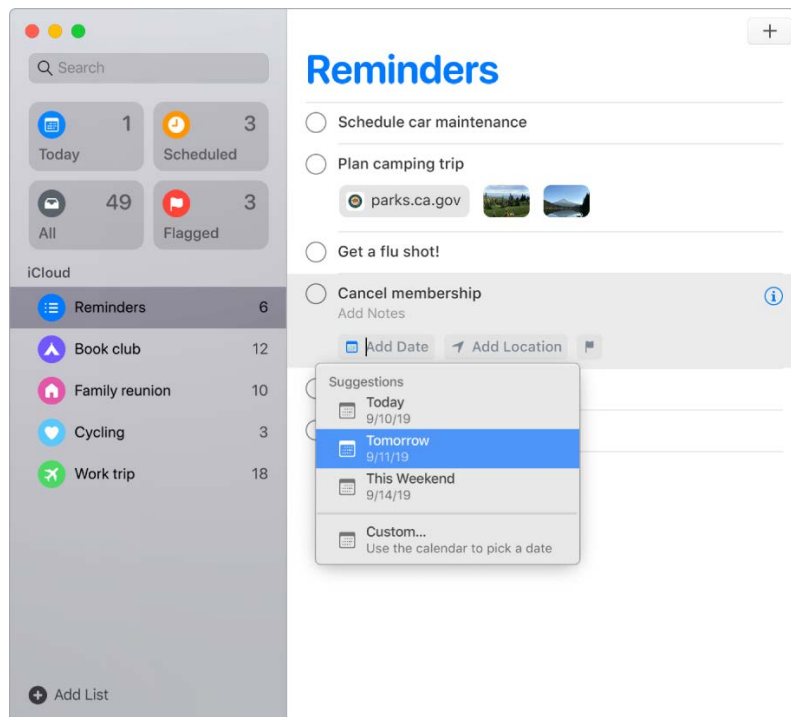 Search
1
Today
3
Scheduled
49
All
3
Flagged
iCloud
Reminders 6
Book club 12
Family reunion 10
Cycling 3
Work trip 18
Add List
+
Reminders
Schedule car maintenance
Plan camping trip
parks.ca.gov
Get a flu shot!
Cancel membership
Add Notes
Add Date Add Location
Suggestions
Today
9/10/19
Tomorrow
9/11/19
This Weekend
9/14/19
Custom...
Use the calendar to pick a date